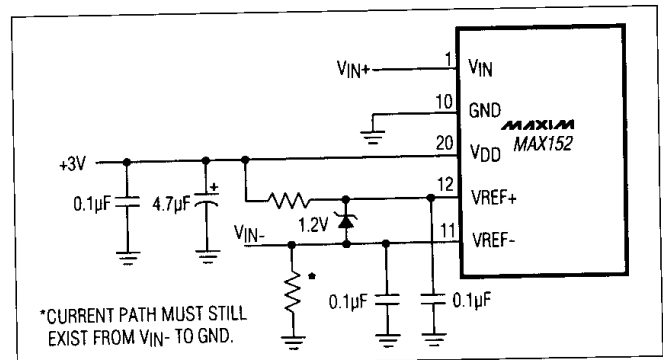 1
VIN+
VIN
10
GND
MAXIM
MAX152
20
+3V
VDD
12
0.1µF
4.7µF
+
VREF+
1.2V
11
VIN-
VREF-
*
0.1µF
0.1µF
*CURRENT PATH MUST STILL
EXIST FROM VIN- TO GND.